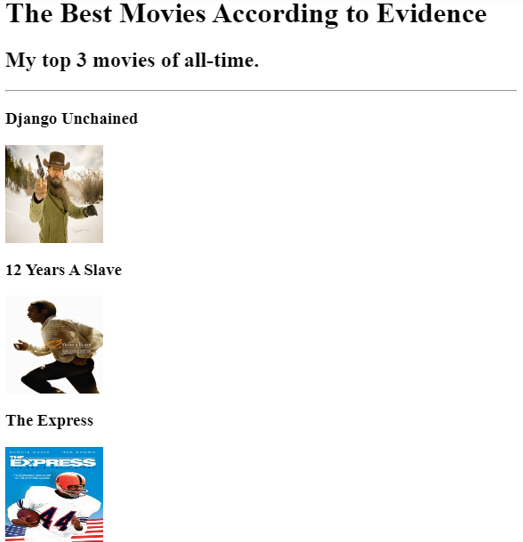 The Best Movies According to Evidence
My top 3 movies of all-time.
Django Unchained
12 Years A Slave
The Express
THE
EXPRESS
44